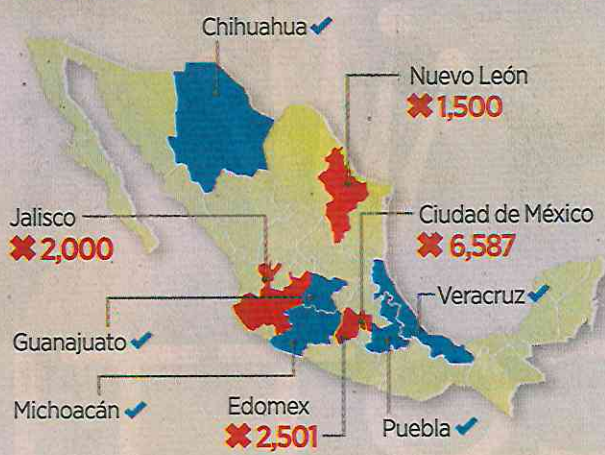 Chihuahua ✔
Nuevo León
✖ 1,500
Jalisco
✖ 2,000
Ciudad de México
✖ 6,587
Veracruz ✔
Guanajuato ✔
Michoacán ✔
Edomex
✖ 2,501
Puebla ✔